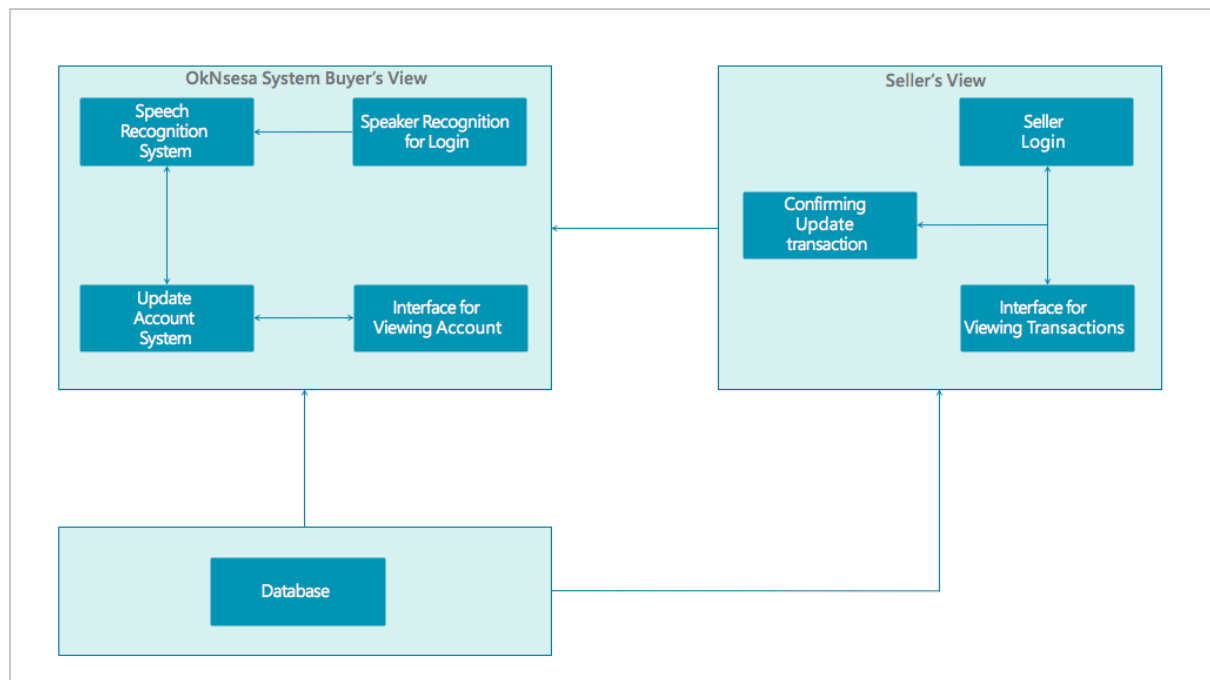 OkNsesa System Buyer's View
Speech
Recognition
System
Speaker Recognition
for Login
Update
Account
System
Interface for
Viewing Account
Seller's View
Seller
Login
Confirming
Update
transaction
Interface for
Viewing Transactions
Database